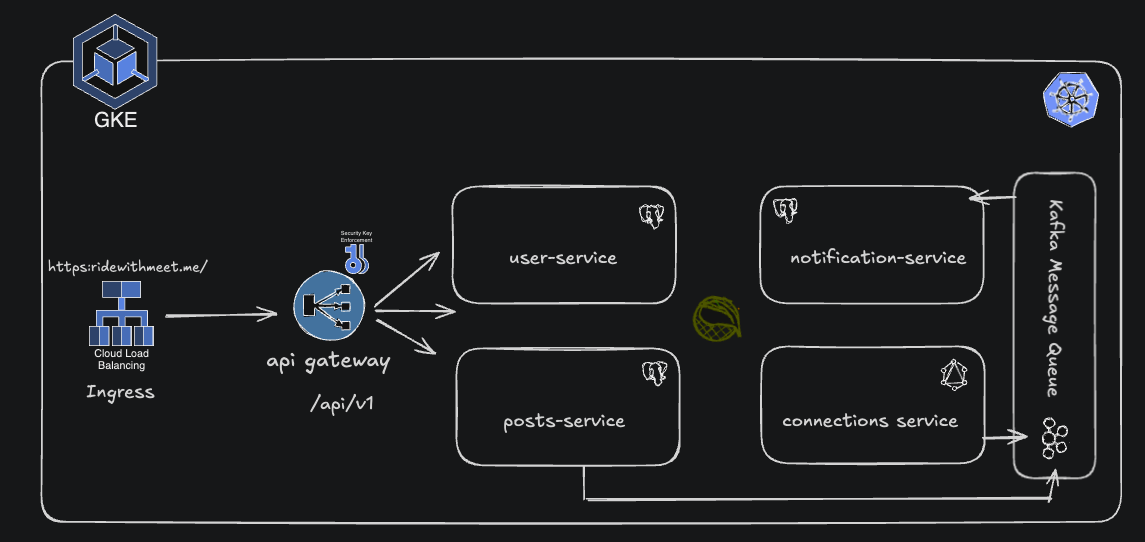 GKE
https:ridewithmeet.me/
Cloud Load
Balancing
Ingress
Security Key
Enforcement
api gateway
/api/v1
user-service
posts-service
notification-service
connections service
Kafka Message Queue